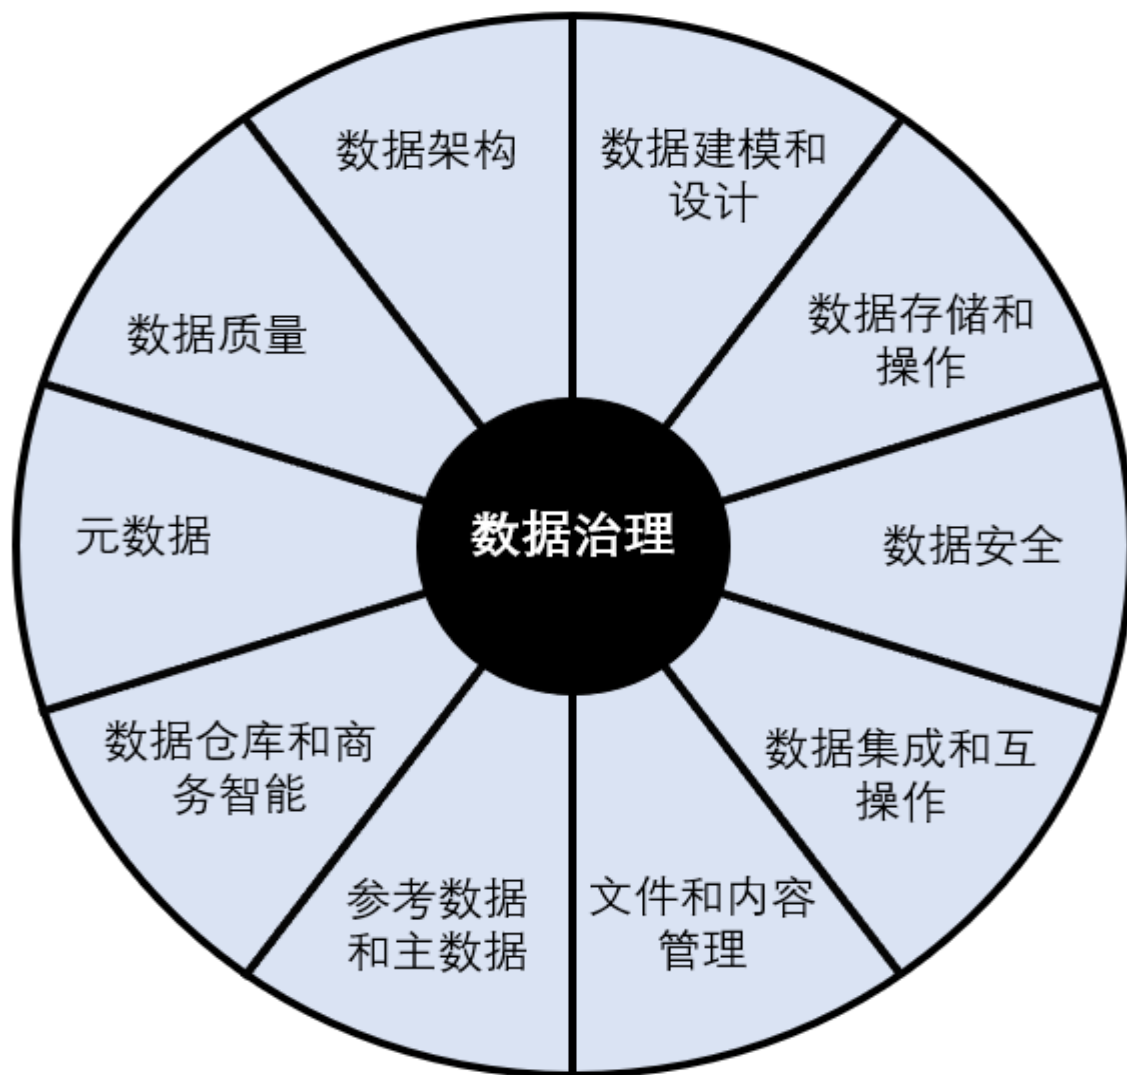 数据架构
数据建模和
设计
数据存储和
操作
数据安全
数据集成和互
操作
文件和内容
管理
参考数据
和主数据
数据仓库和商
务智能
元数据
数据质量
数据治理